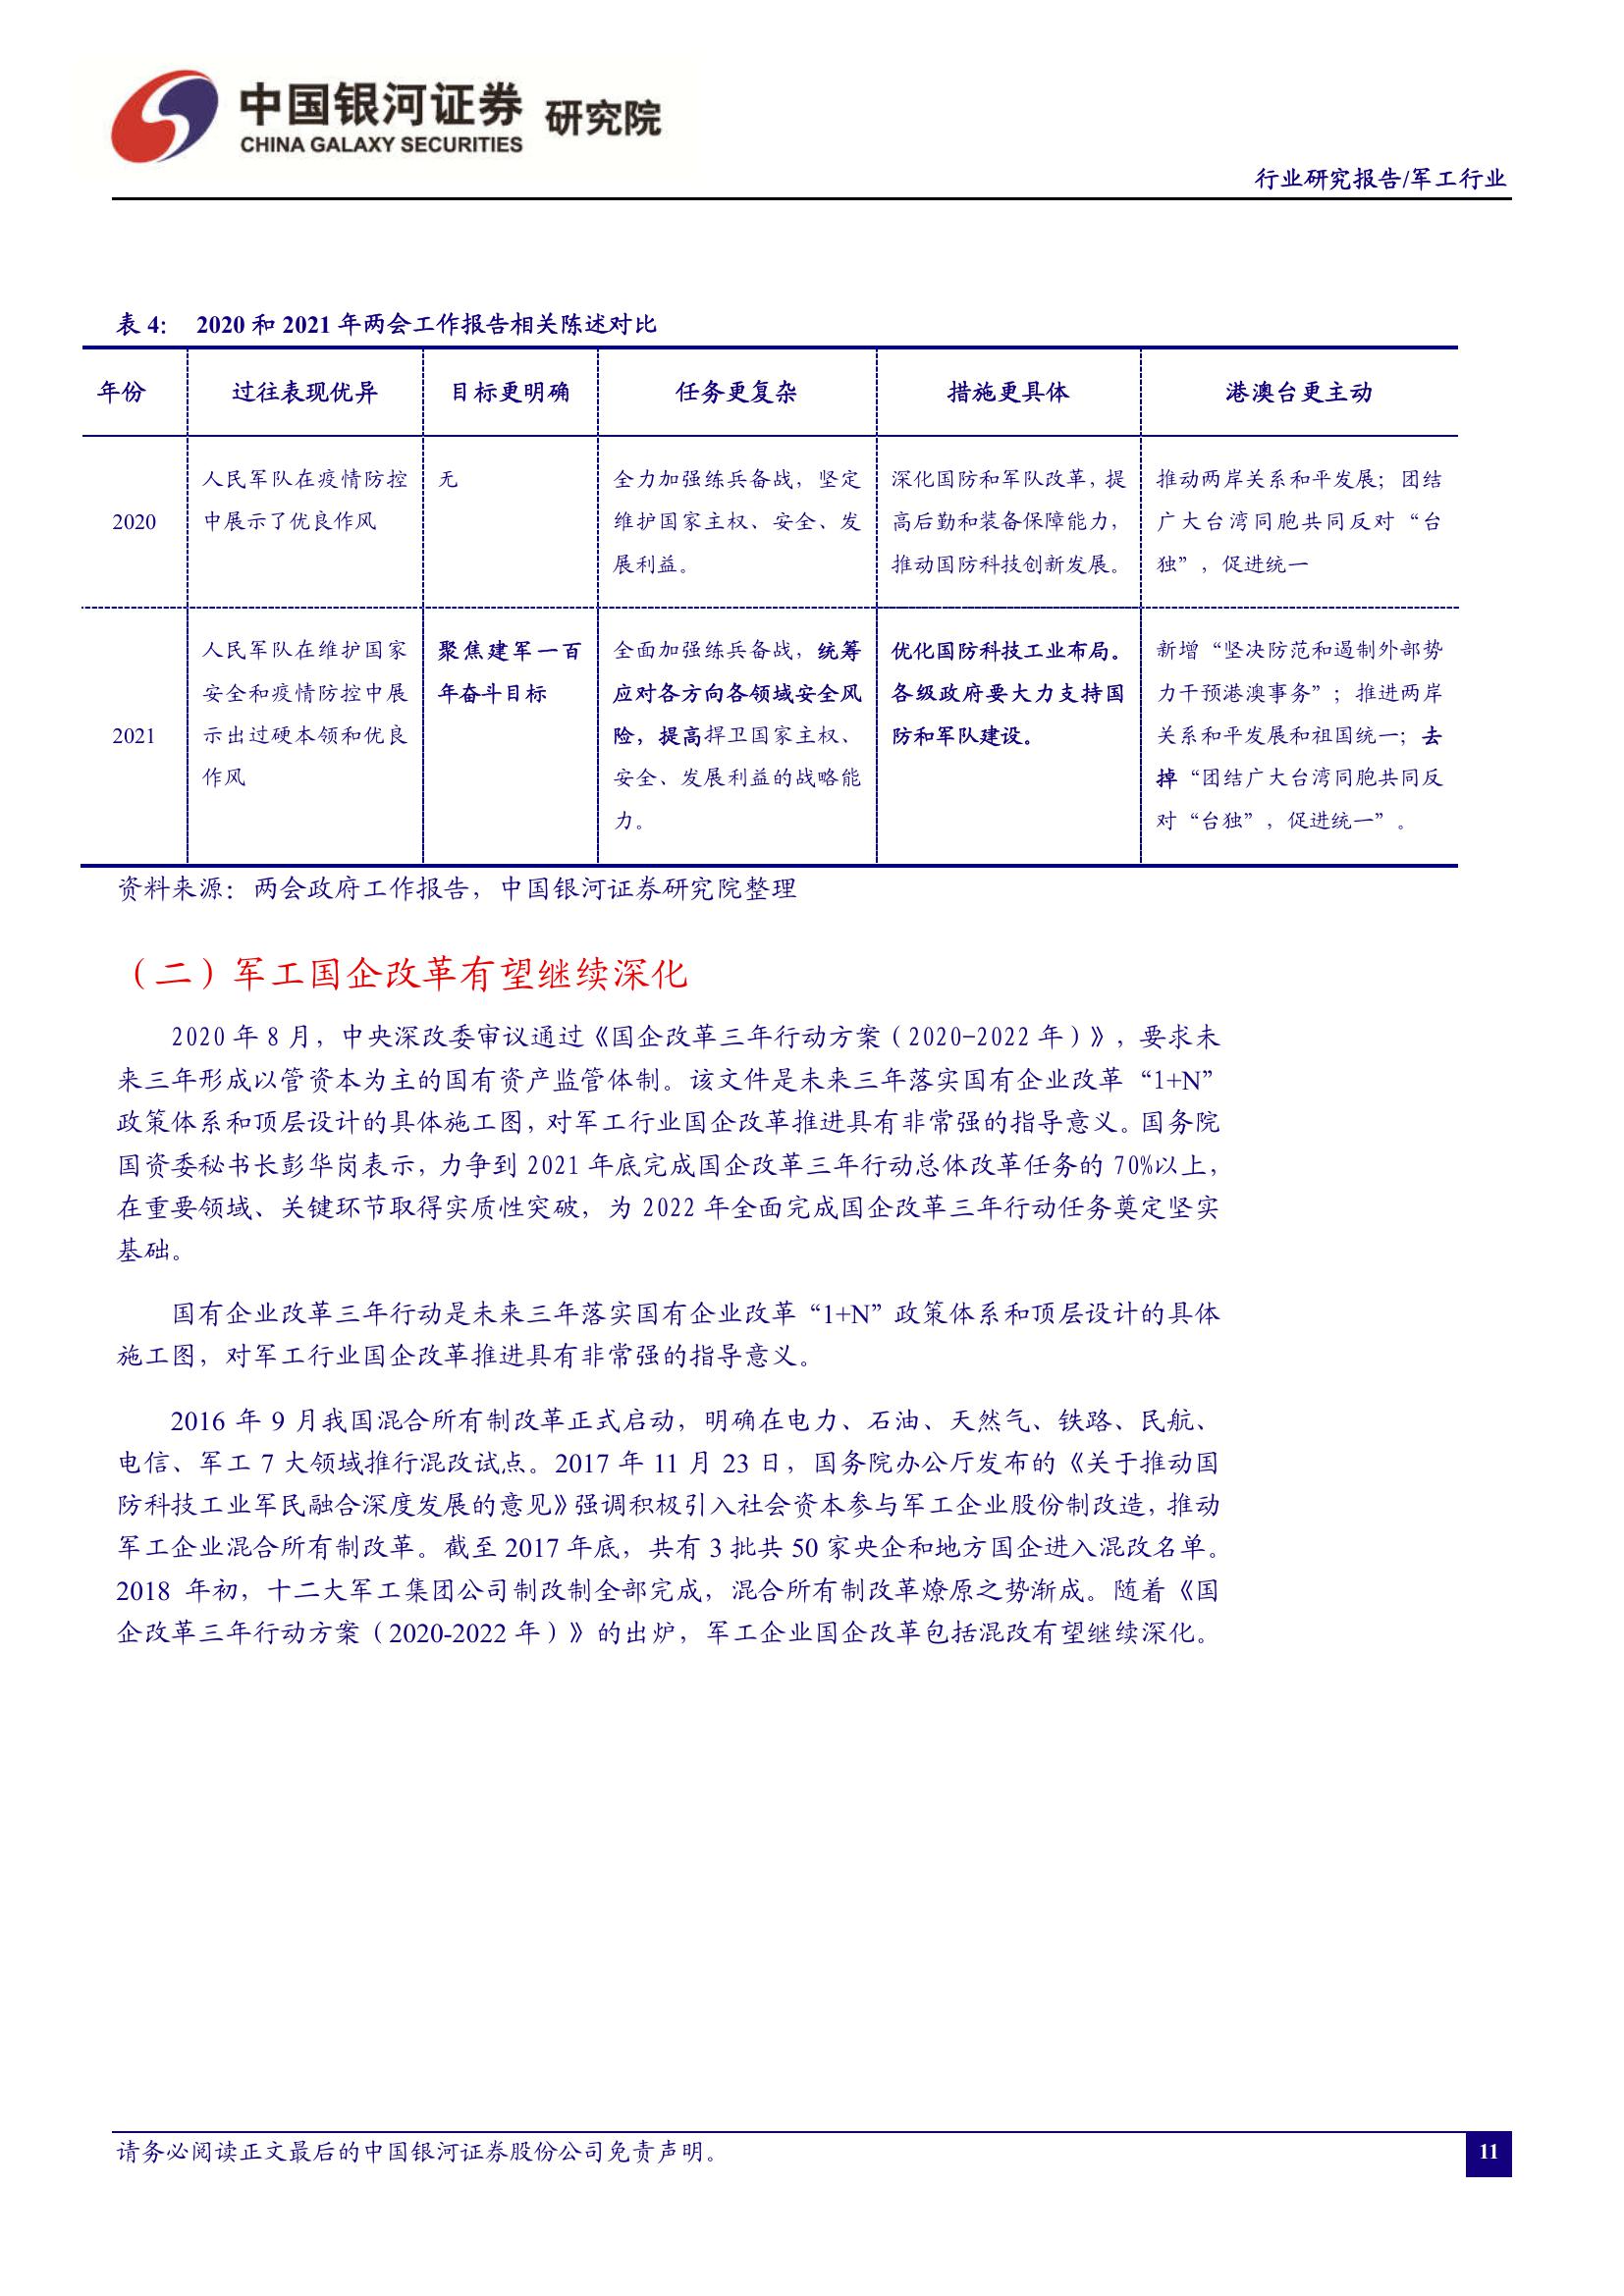 中国银河证券 研究院
CHINA GALAXY SECURITIES
行业研究报告/军工行业
表 4: 2020 和 2021 年两会工作报告相关陈述对比
年份 过往表现优异 目标更明确 任务更复杂 措施更具体 港澳台更主动
2020
人民军队在疫情防控
中展示了优良作风
无
全力加强练兵备战，坚定
维护国家主权、安全、发
展利益。
深化国防和军队改革，提
高后勤和装备保障能力，
推动国防科技创新发展。
推动两岸关系和平发展；团结
广大台湾同胞共同反对“台
独”，促进统一
2021
人民军队在维护国家
安全和疫情防控中展
示出过硬本领和优良
作风
聚焦建军一百
年奋斗目标
全面加强练兵备战，统筹
应对各方向各领域安全风
险，提高捍卫国家主权、
安全、发展利益的战略能
力。
优化国防科技工业布局。
各级政府要大力支持国
防和军队建设。
新增“坚决防范和遏制外部势
力干预港澳事务”；推进两岸
关系和平发展和祖国统一；去
掉“团结广大台湾同胞共同反
对“台独”，促进统一”。
资料来源：两会政府工作报告，中国银河证券研究院整理
（二）军工国企改革有望继续深化
2020 年 8 月，中央深改委审议通过《国企改革三年行动方案（2020-2022 年）》，要求未
来三年形成以管资本为主的国有资产监管体制。该文件是未来三年落实国有企业改革“1+N”
政策体系和顶层设计的具体施工图，对军工行业国企改革推进具有非常强的指导意义。国务院
国资委秘书长彭华岗表示，力争到 2021 年底完成国企改革三年行动总体改革任务的 70%以上，
在重要领域、关键环节取得实质性突破，为 2022 年全面完成国企改革三年行动任务奠定坚实
基础。
国有企业改革三年行动是未来三年落实国有企业改革“1+N”政策体系和顶层设计的具体
施工图，对军工行业国企改革推进具有非常强的指导意义。
2016 年 9 月我国混合所有制改革正式启动，明确在电力、石油、天然气、铁路、民航、
电信、军工 7 大领域推行混改试点。2017 年 11 月 23 日，国务院办公厅发布的《关于推动国
防科技工业军民融合深度发展的意见》强调积极引入社会资本参与军工企业股份制改造，推动
军工企业混合所有制改革。截至 2017 年底，共有 3 批共 50 家央企和地方国企进入混改名单。
2018 年初，十二大军工集团公司制改制全部完成，混合所有制改革燎原之势渐成。随着《国
企改革三年行动方案（2020-2022 年）》的出炉，军工企业国企改革包括混改有望继续深化。
请务必阅读正文最后的中国银河证券股份公司免责声明。
11